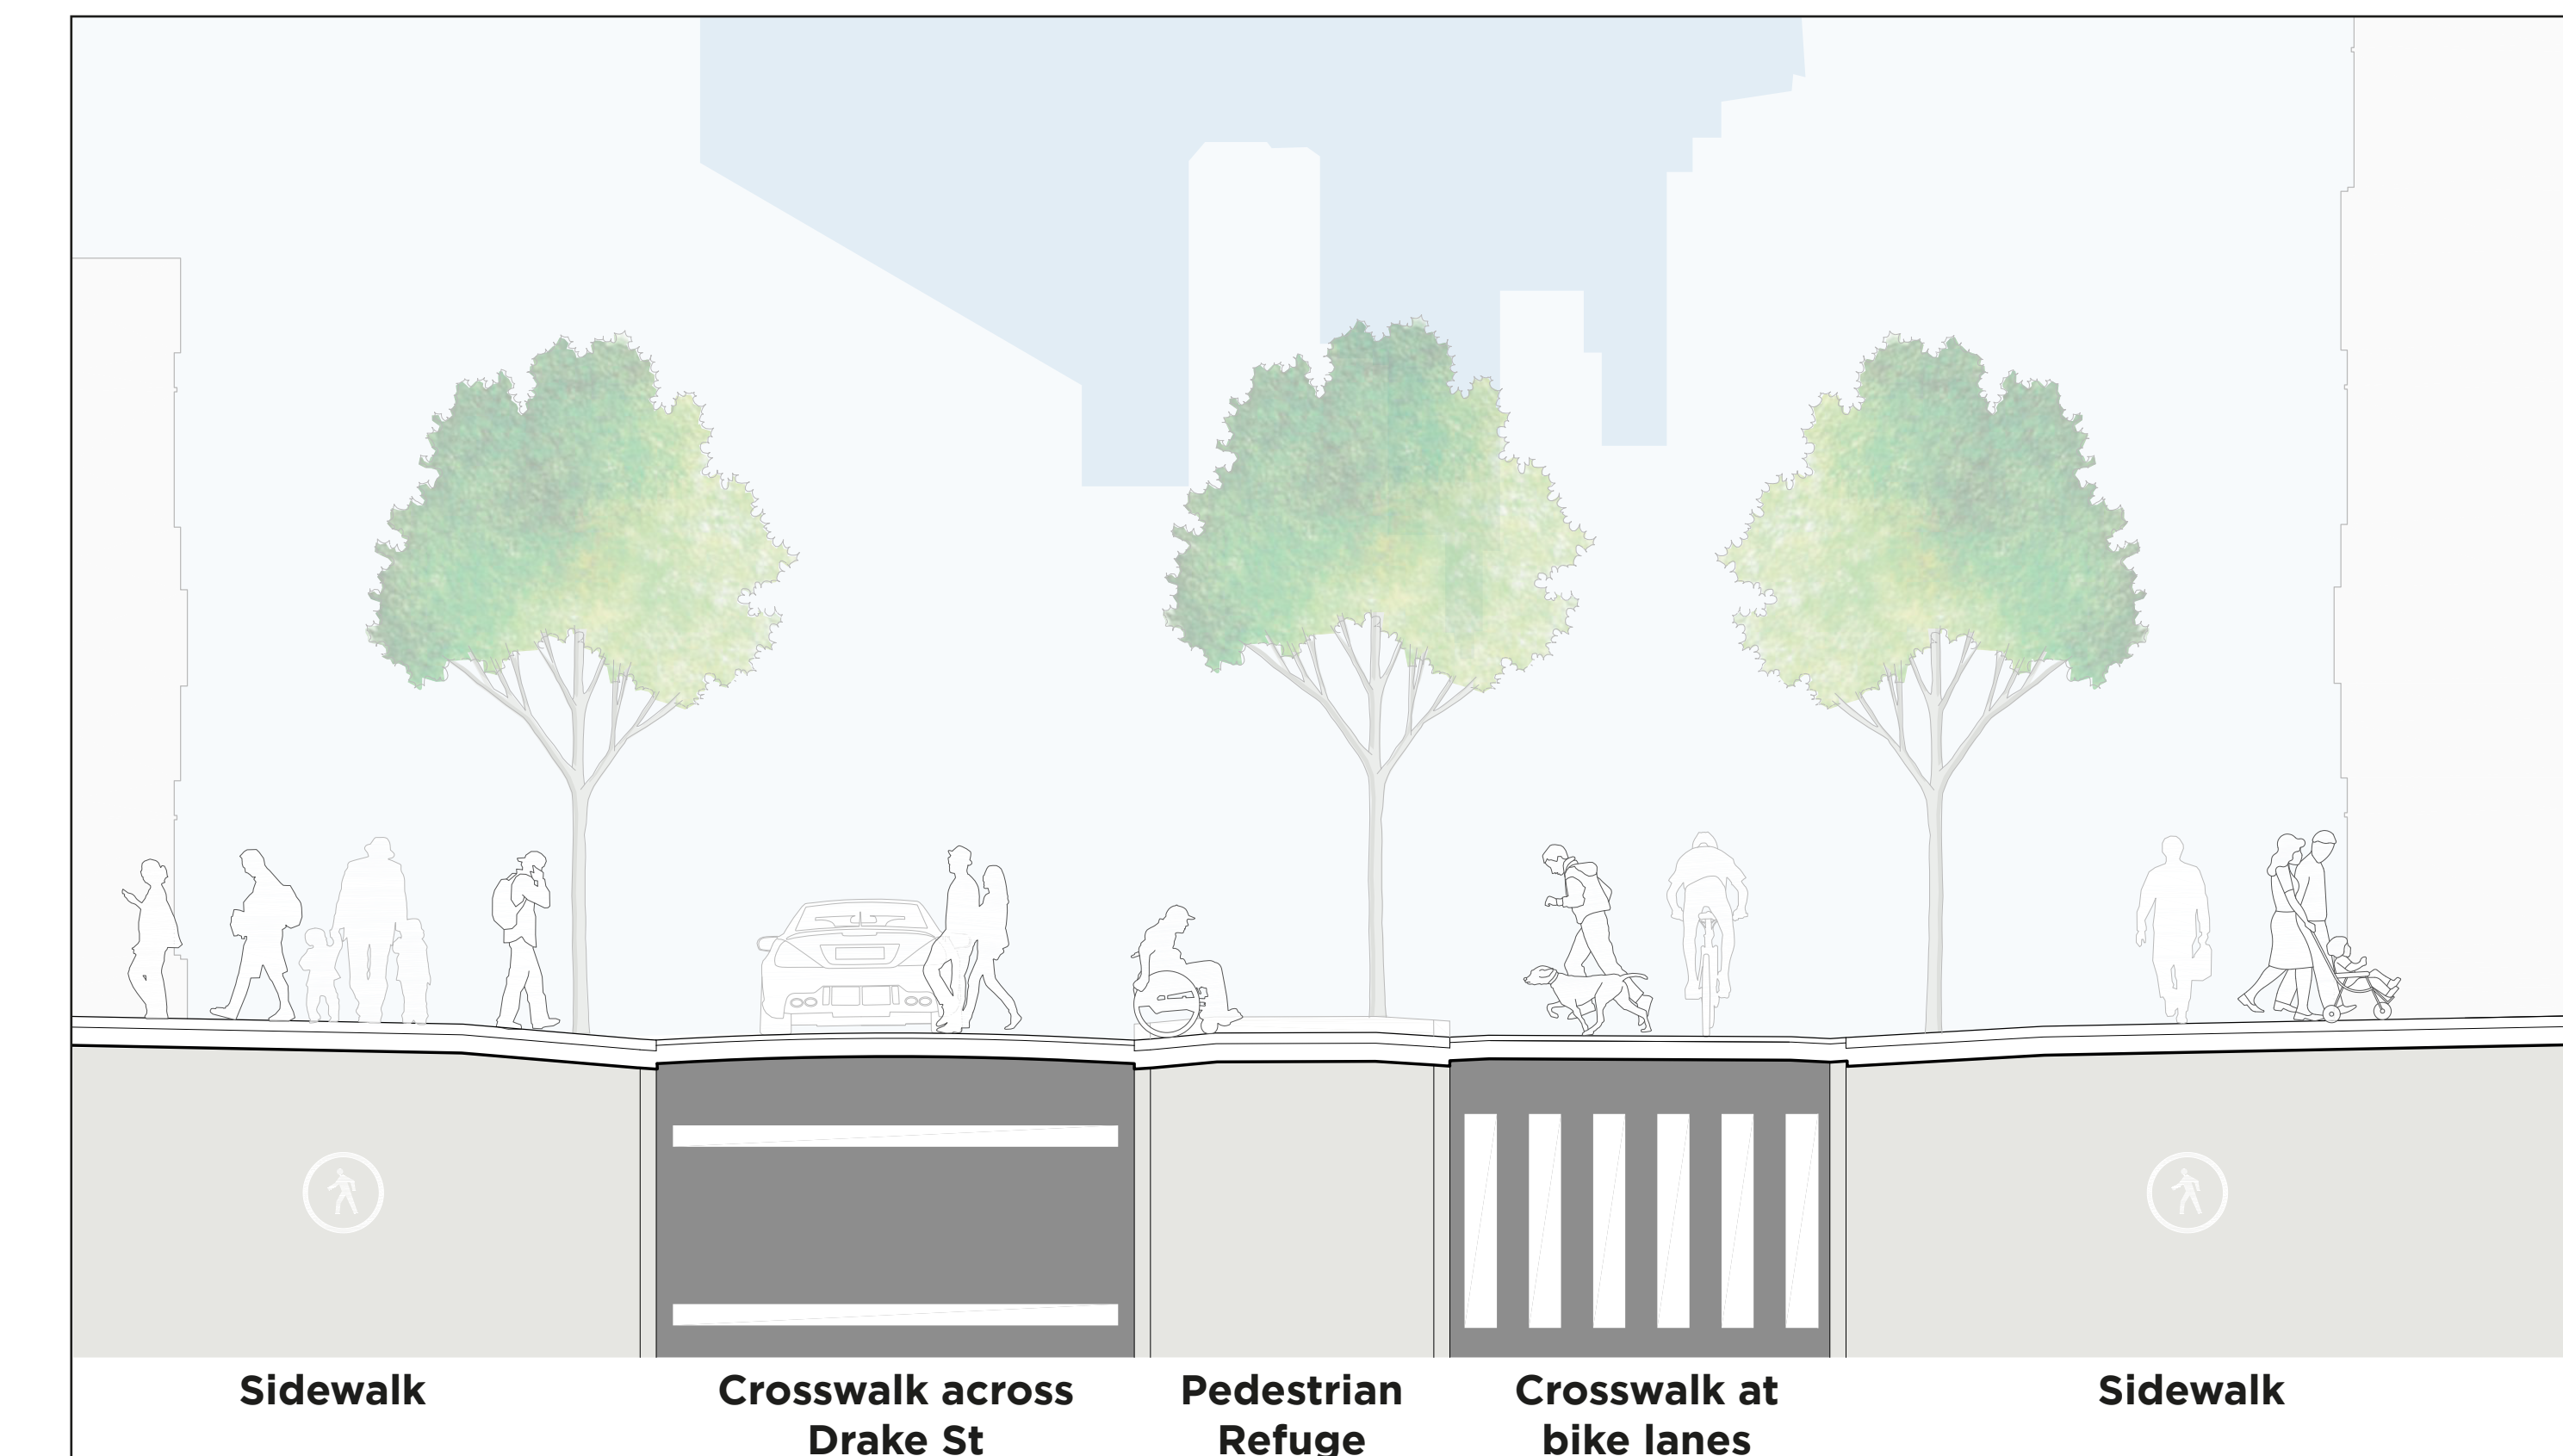 Sidewalk
Crosswalk across
Drake St
Pedestrian
Refuge
Crosswalk at
bike lanes
Sidewalk